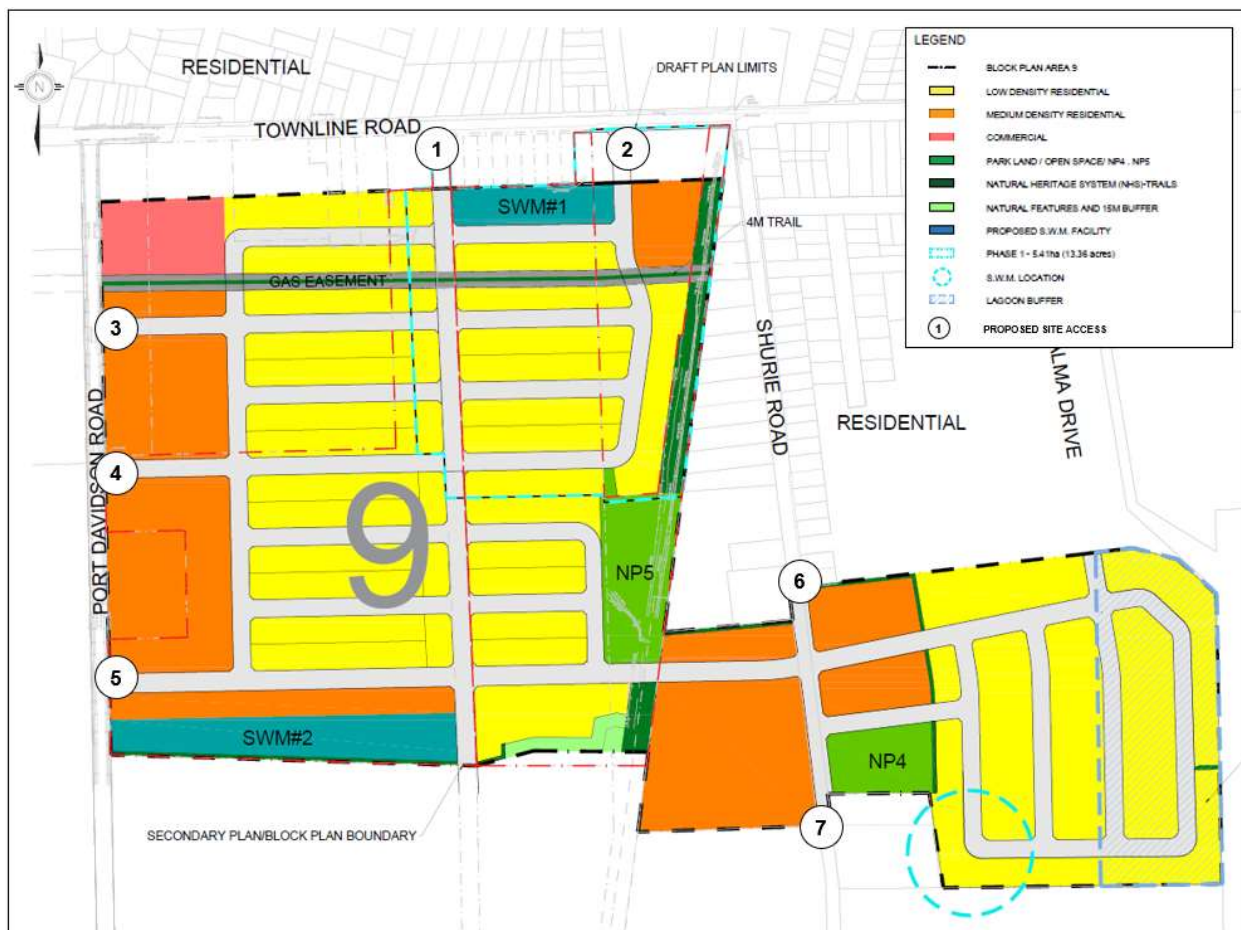 LEGEND
BLOCK PLAN AREA 9
LOW DENSITY RESIDENTIAL
MEDIUM DENSITY RESIDENTIAL
COMMERCIAL
PARK LAND / OPEN SPACE/ NP4 . NP5
NATURAL HERITAGE SYSTEM (NHS)-TRAILS
NATURAL FEATURES AND 15M BUFFER
PROPOSED S.W.M. FACILITY
PHASE 1 - 5.41ha (13.36 acres)
S.W.M. LOCATION
LAGOON BUFFER
1 PROPOSED SITE ACCESS
N
RESIDENTIAL
DRAFT PLAN LIMITS
TOWNLINE ROAD
1
2
SWM#1
4M TRAIL
GAS EASEMENT
3
SHURIE ROAD
ALMA DRIVE
RESIDENTIAL
PORT DAVIDSON ROAD
4
9
NP5
6
5
SWM#2
NP4
7
SECONDARY PLAN/BLOCK PLAN BOUNDARY